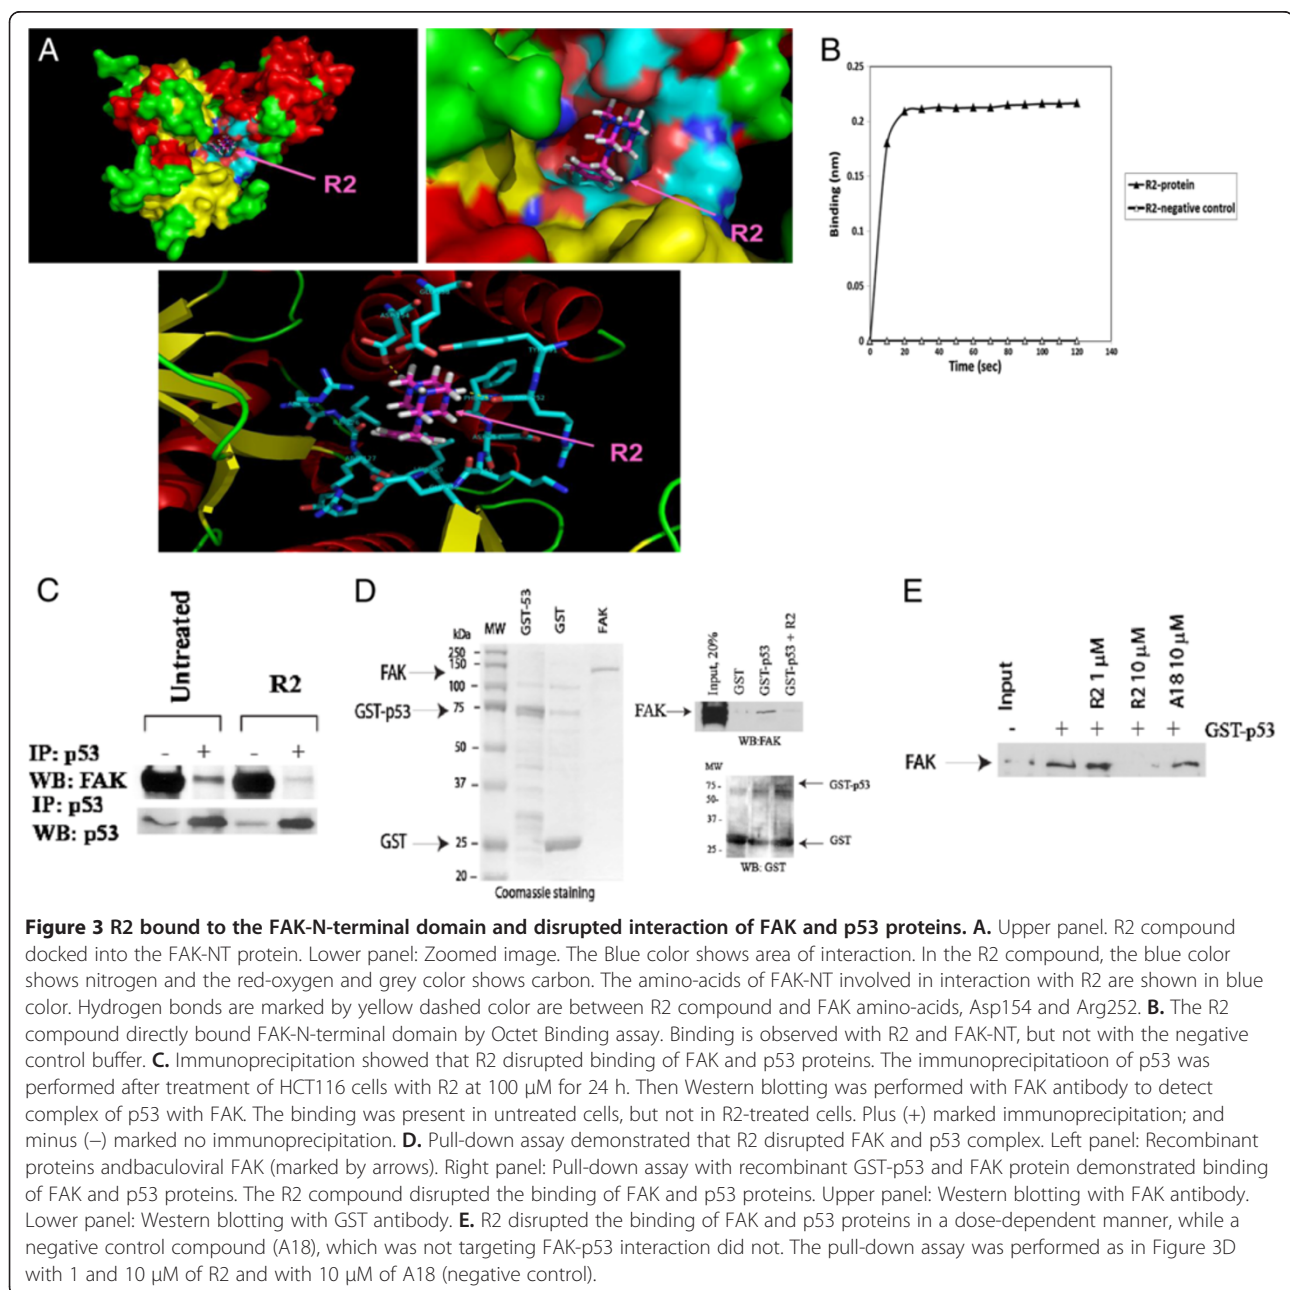 A
R2
R2
R2
B
0.25
0.2
0.15
0.1
0.05
0
Binding (nm)
0 20 40 60 80 100 120 140
Time (sec)
R2-protein
R2-negative control
C
Untreated
R2
IP: p53 - + - +
WB: FAK
IP: p53
WB: p53
D
kDa
MW
GST-53
GST
FAK
250
150
100
75
50
37
25
20
FAK
GST-p53
GST
Coomassie staining
Input, 20%
GST
GST-p53
GST-p53 + R2
FAK
WB:FAK
MW
75 -
50-
37 -
25 -
GST-p53
GST
WB: GST
E
Input
R2 1 µM
R2 10 µM
A18 10 µM
- + + + + GST-p53
FAK
Figure 3 R2 bound to the FAK-N-terminal domain and disrupted interaction of FAK and p53 proteins. A. Upper panel. R2 compound
docked into the FAK-NT protein. Lower panel: Zoomed image. The Blue color shows area of interaction. In the R2 compound, the blue color
shows nitrogen and the red-oxygen and grey color shows carbon. The amino-acids of FAK-NT involved in interaction with R2 are shown in blue
color. Hydrogen bonds are marked by yellow dashed color are between R2 compound and FAK amino-acids, Asp154 and Arg252. B. The R2
compound directly bound FAK-N-terminal domain by Octet Binding assay. Binding is observed with R2 and FAK-NT, but not with the negative
control buffer. C. Immunoprecipitation showed that R2 disrupted binding of FAK and p53 proteins. The immunoprecipitatioon of p53 was
performed after treatment of HCT116 cells with R2 at 100 µM for 24 h. Then Western blotting was performed with FAK antibody to detect
complex of p53 with FAK. The binding was present in untreated cells, but not in R2-treated cells. Plus (+) marked immunoprecipitation; and
minus (−) marked no immunoprecipitation. D. Pull-down assay demonstrated that R2 disrupted FAK and p53 complex. Left panel: Recombinant
proteins andbaculoviral FAK (marked by arrows). Right panel: Pull-down assay with recombinant GST-p53 and FAK protein demonstrated binding
of FAK and p53 proteins. The R2 compound disrupted the binding of FAK and p53 proteins. Upper panel: Western blotting with FAK antibody.
Lower panel: Western blotting with GST antibody. E. R2 disrupted the binding of FAK and p53 proteins in a dose-dependent manner, while a
negative control compound (A18), which was not targeting FAK-p53 interaction did not. The pull-down assay was performed as in Figure 3D
with 1 and 10 µM of R2 and with 10 µM of A18 (negative control).